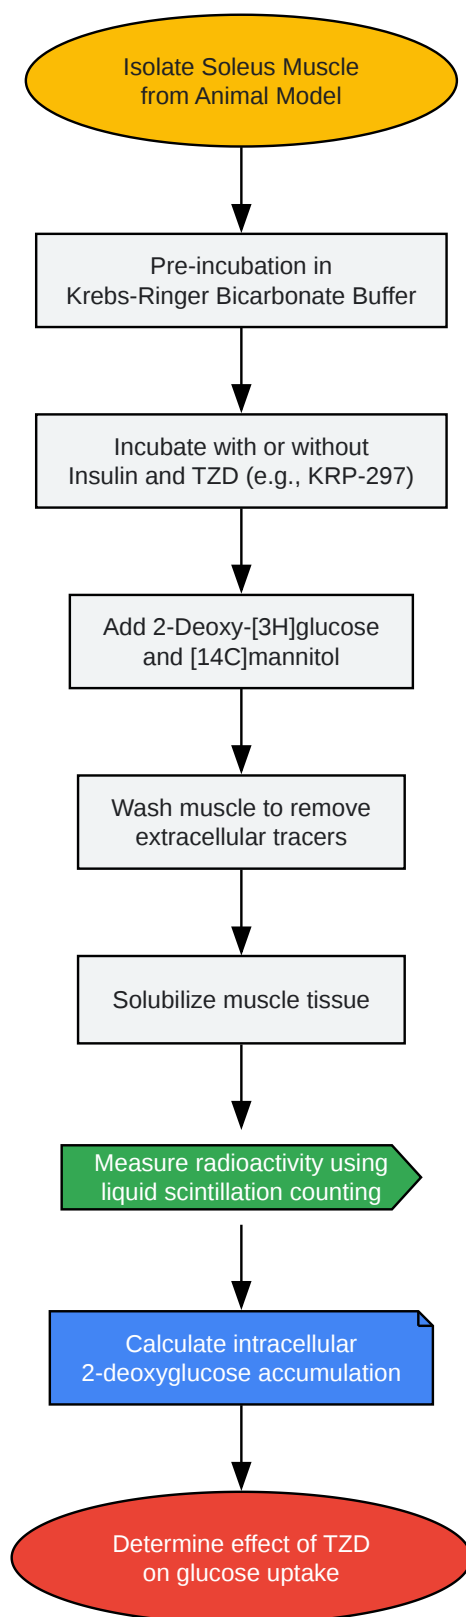 Isolate Soleus Muscle
from Animal Model
Pre-incubation in
Krebs-Ringer Bicarbonate Buffer
Incubate with or without
Insulin and TZD (e.g., KRP-297)
Add 2-Deoxy-[3H]glucose
and [14C]mannitol
Wash muscle to remove
extracellular tracers
Solubilize muscle tissue
Measure radioactivity using
liquid scintillation counting
Calculate intracellular
2-deoxyglucose accumulation
Determine effect of TZD
on glucose uptake